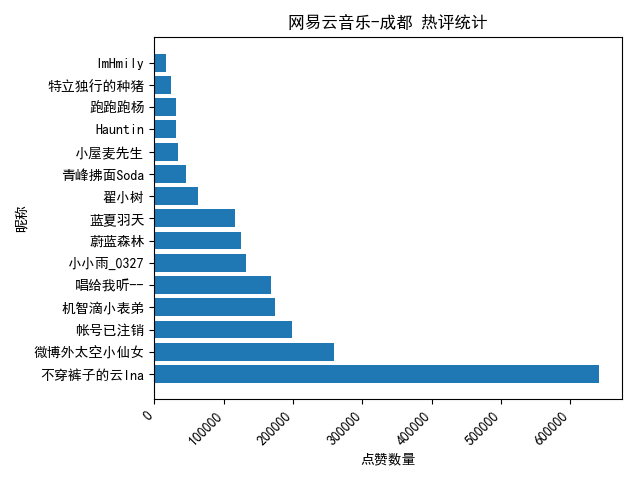 网易云音乐-成都 热评统计
ImHmily
特立独行的种猪
跑跑跑杨
Hauntin
小屋麦先生
青峰拂面Soda
翟小树
蓝夏羽天
蔚蓝森林
小小雨_0327
唱给我听--
机智滴小表弟
帐号已注销
微博外太空小仙女
不穿裤子的云Ina
昵称
0
100000
200000
300000
400000
500000
600000
点赞数量